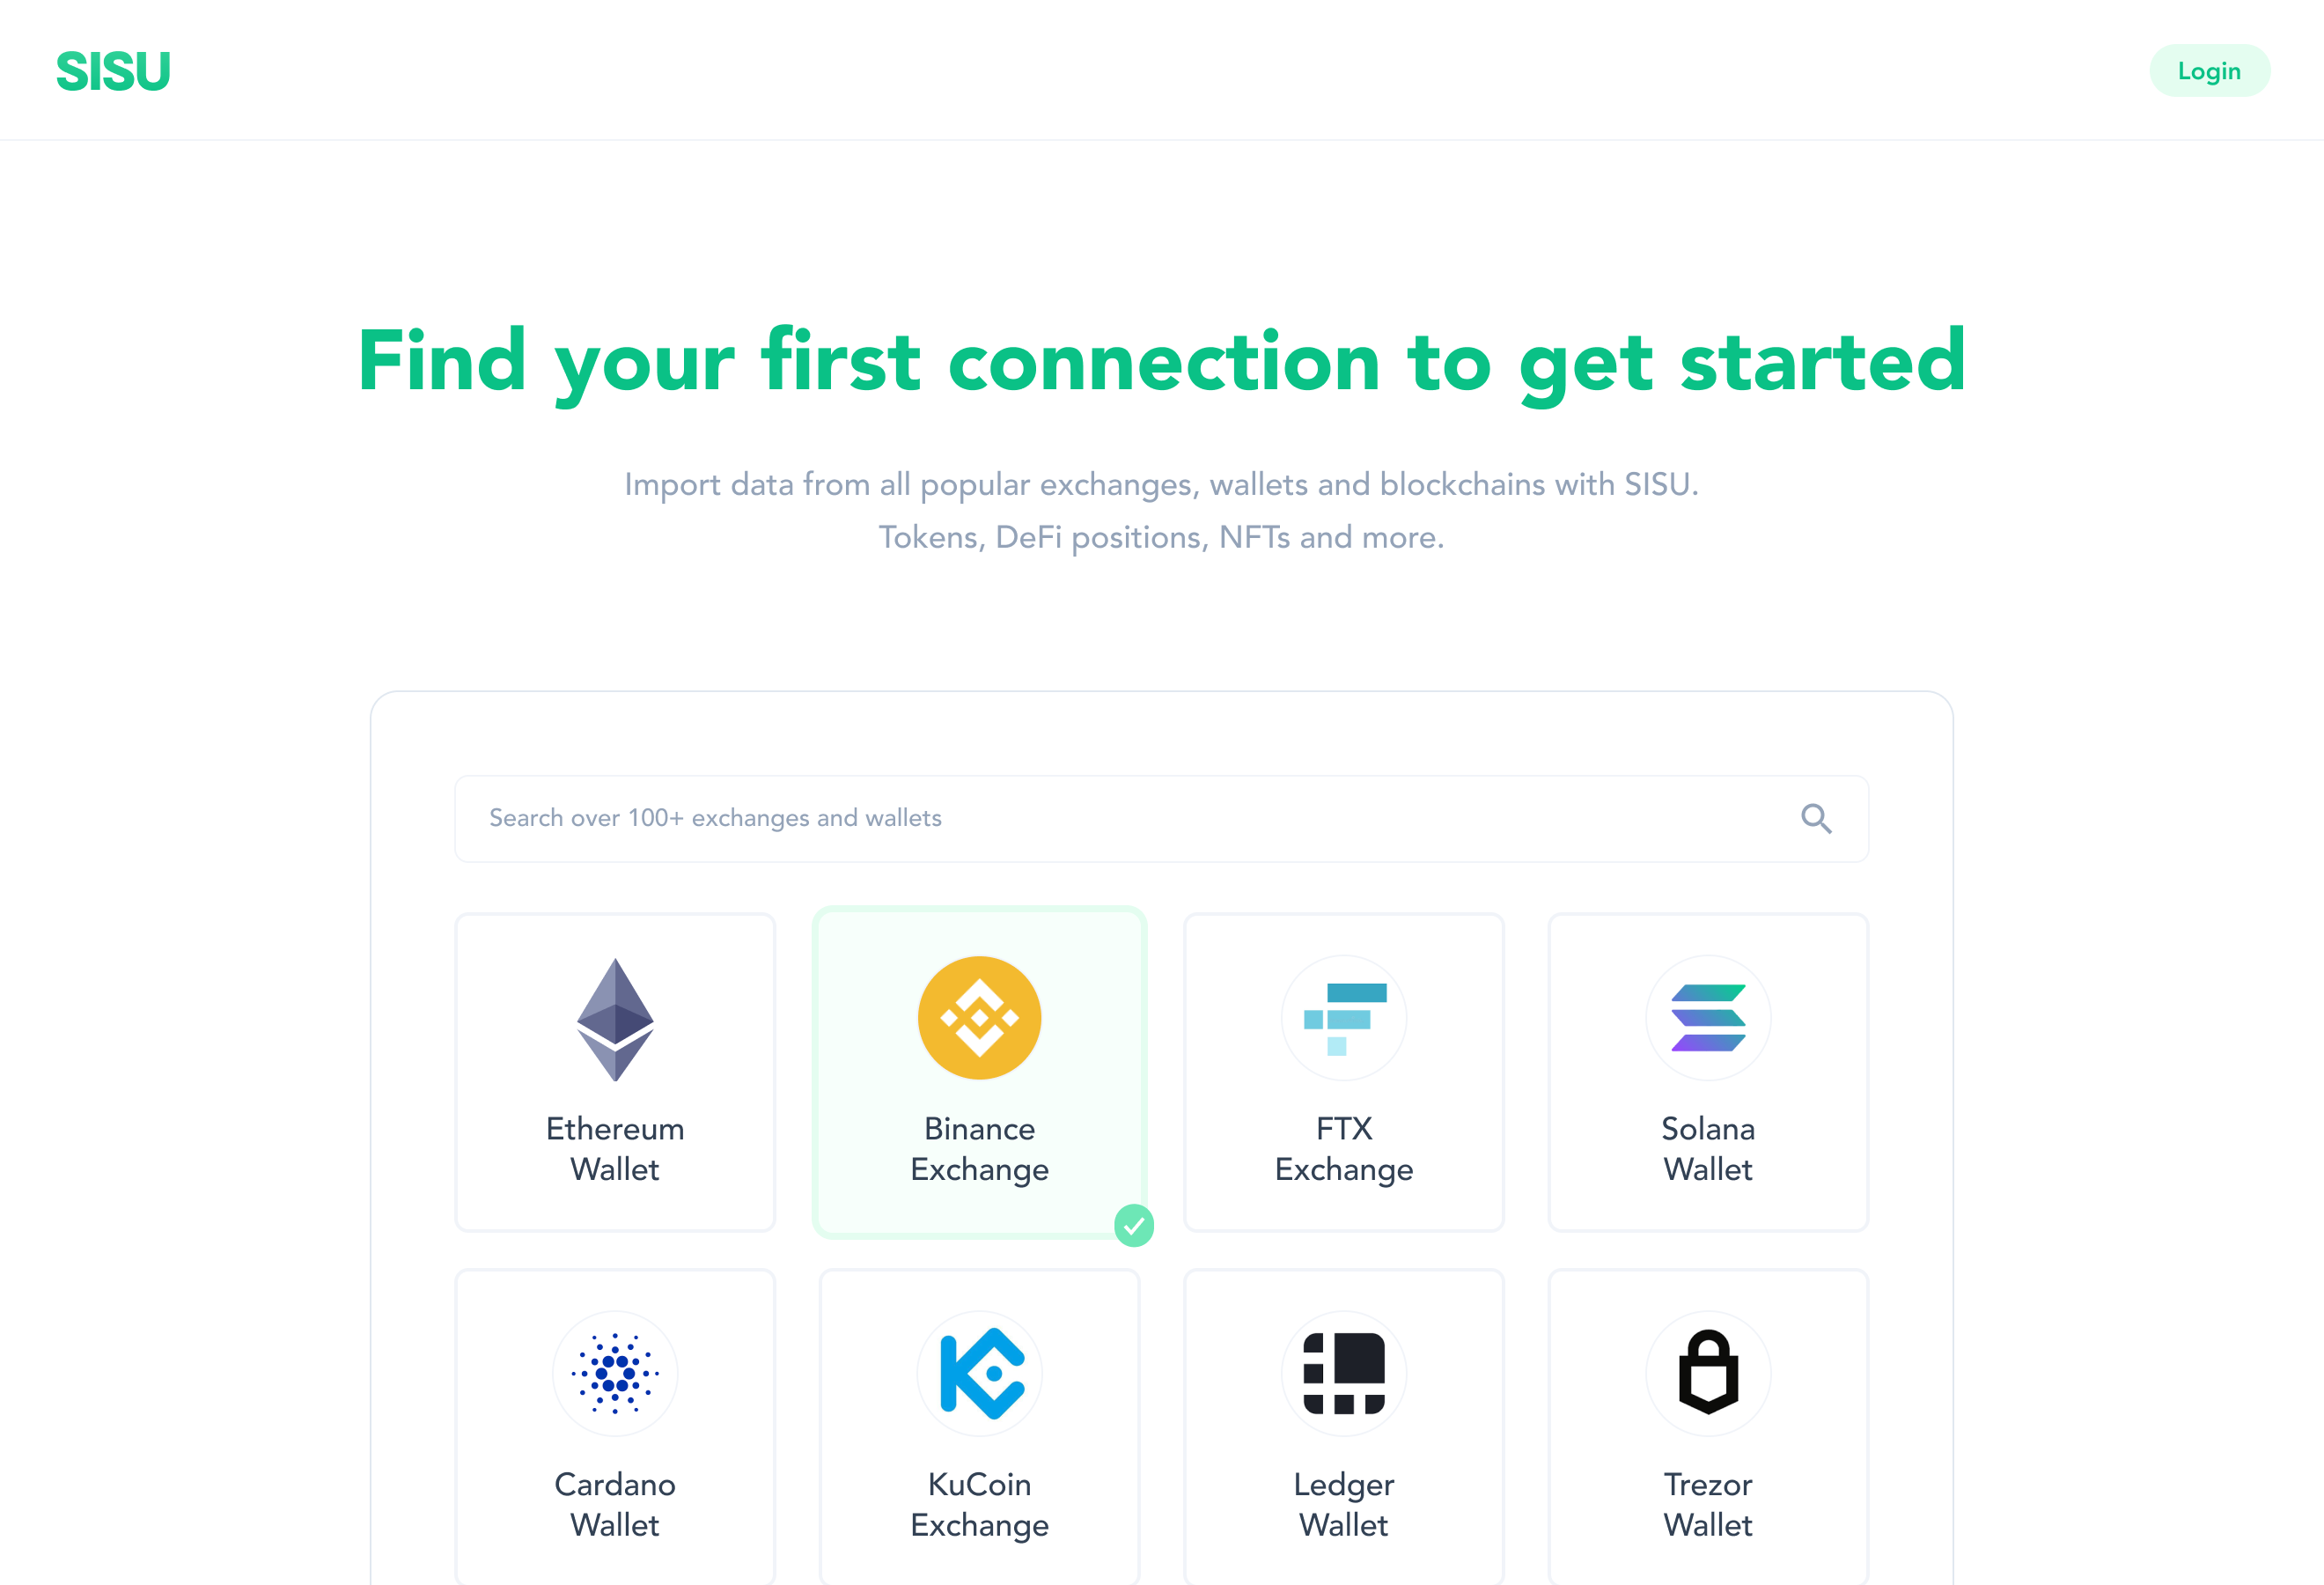 SISU
Login
Find your first connection to get started
Import data from all popular exchanges, wallets and blockchains with SISU.
Tokens, DeFi positions, NFTs and more.
Search over 100+ exchanges and wallets
Ethereum
Wallet
Binance
Exchange
FTX
Exchange
Solana
Wallet
Cardano
Wallet
KuCoin
Exchange
Ledger
Wallet
Trezor
Wallet